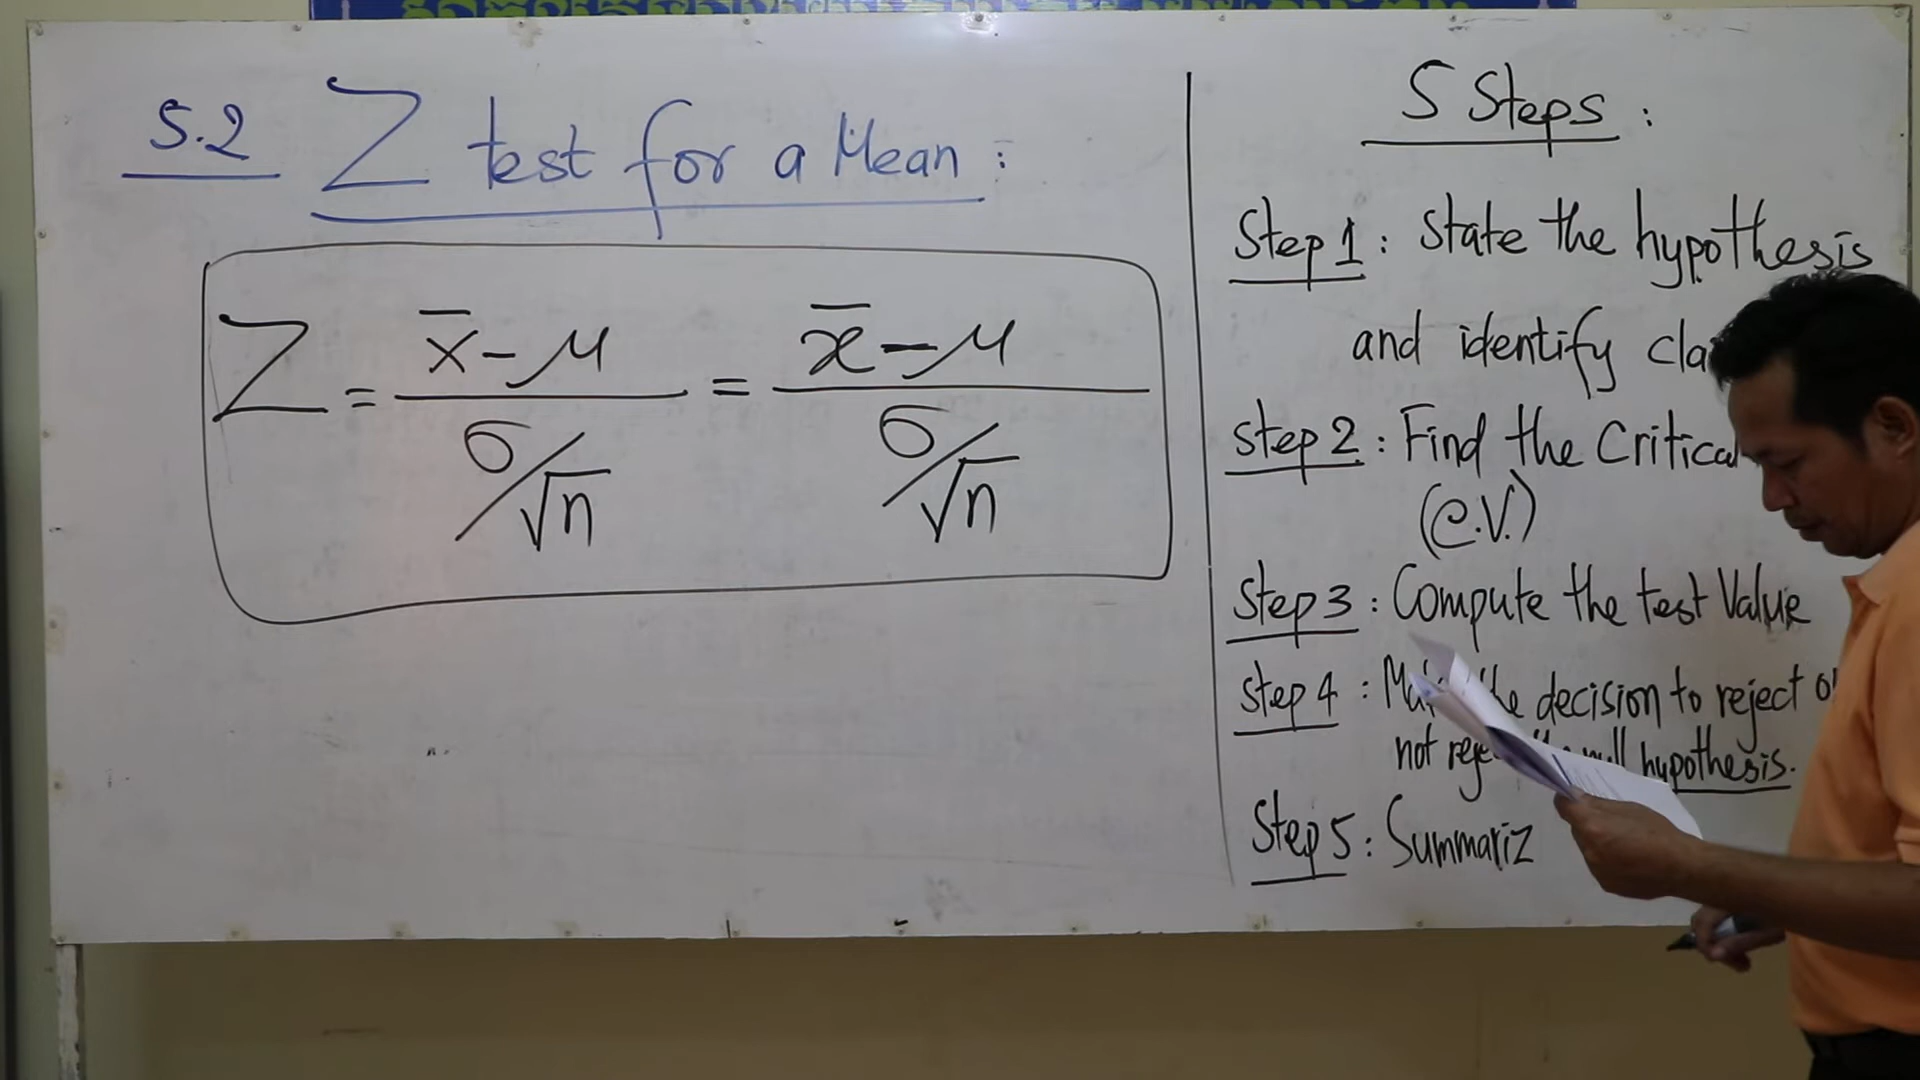 5.2 Z test for a Mean :
Z = x̄ - μ / σ/√n = x̄ - μ / σ/√n
5 Steps :
Step 1 : State the hypothesis
and identify
Step 2 : Find the Critical
(C.V.)
Step 3 : Compute the test Value
Step 4 : the decision to reject
not hypothesis.
Step 5 : Summariz